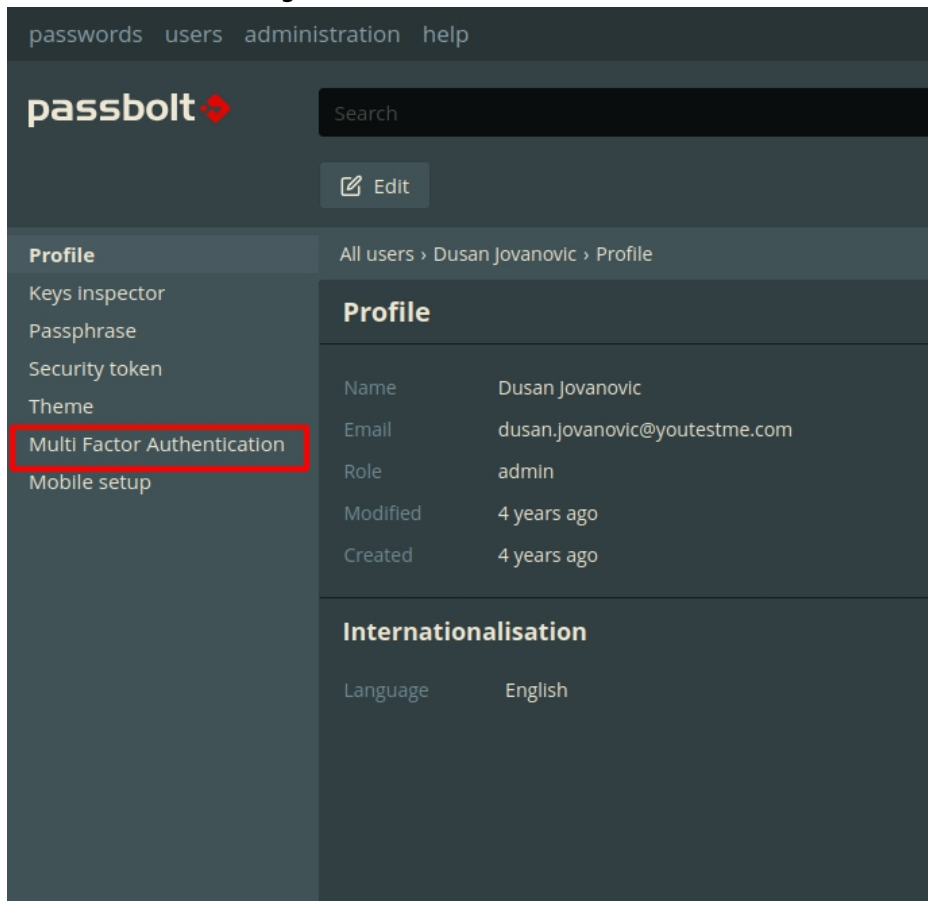 passwords users administration help
passbolt
Search
Edit
Profile
Keys inspector
Passphrase
Security token
Theme
Multi Factor Authentication
Mobile setup
All users › Dusan Jovanovic › Profile
Profile
Name Dusan Jovanovic
Email dusan.jovanovic@youtestme.com
Role admin
Modified 4 years ago
Created 4 years ago
Internationalisation
Language English